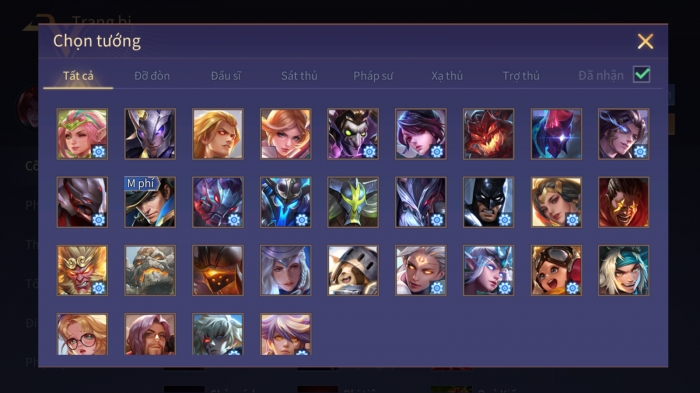 Trang bị
Chọn tướng
Tất cả
Đỡ đòn
Đấu sĩ
Sát thủ
Pháp sư
Xạ thủ
Trợ thủ
Đã nhận
M phí